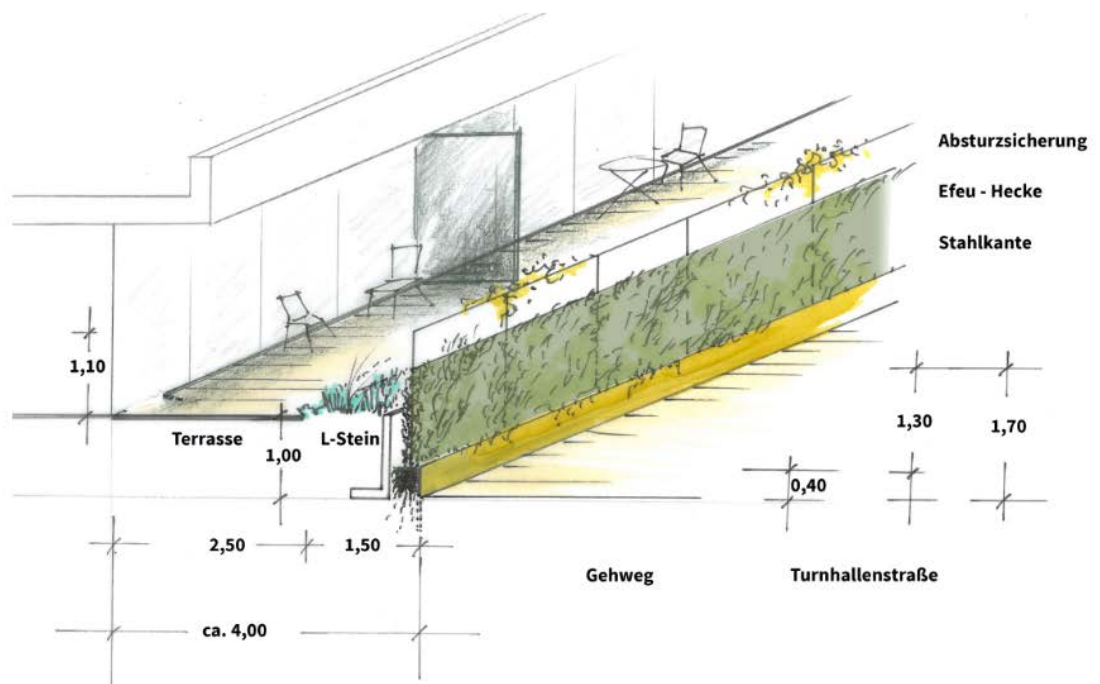 Absturzsicherung
Efeu - Hecke
Stahlkante
1,10
1,30
1,70
Terrasse
L-Stein
1,00
0,40
2,50
1,50
Gehweg
Turnhallenstraße
ca. 4,00